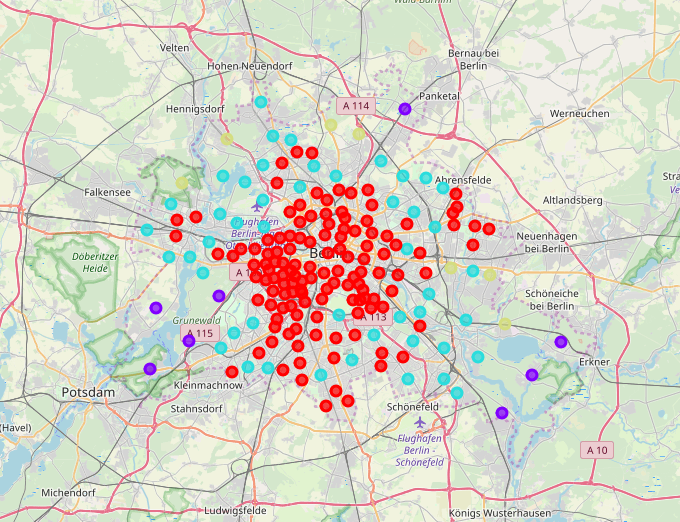 Wald Barnim
Velten
Bernau bei
Berlin
Hohen Neuendorf
Panketal
A 114
Hennigsdorf
Werneuchen
Ahrensfelde
Falkensee
Altlandsberg
Flughafen
Berlin-
Neuenhagen
bei Berlin
Döberitzer
Heide
A 1
Schöneiche
bei Berlin
Grunewald
A 115
A 113
Erkner
Kleinmachnow
Potsdam
Stahnsdorf
Schönefeld
(Havel)
Flughafen
Berlin -
Schönefeld
A 10
Michendorf
Ludwigsfelde
Königs Wusterhausen